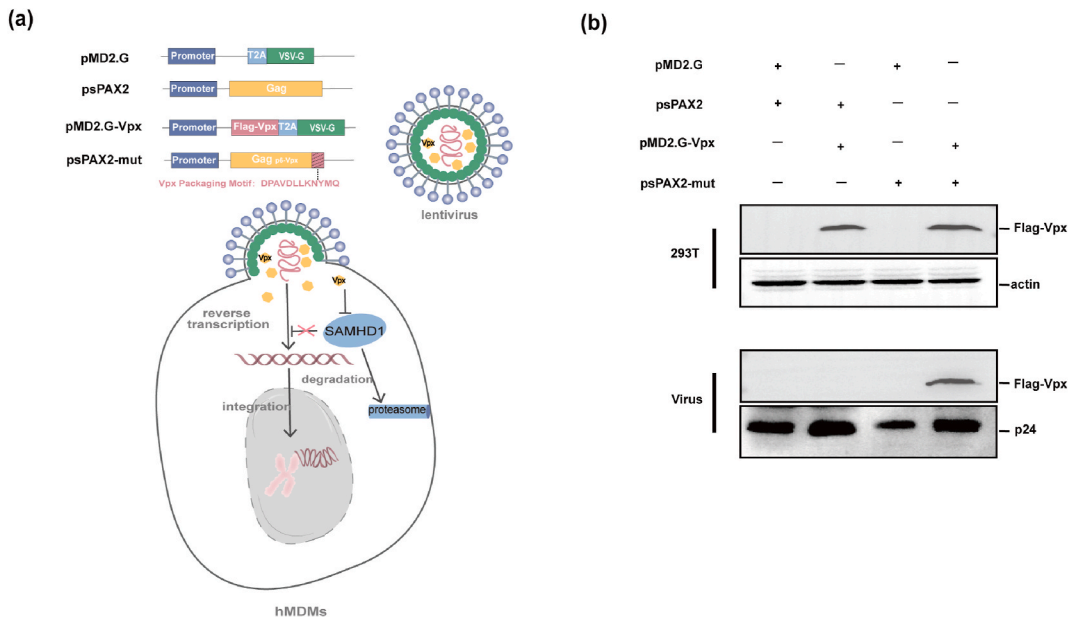 (a)
pMD2.G Promoter T2A VSV-G
psPAX2 Promoter Gag
pMD2.G-Vpx Promoter Flag-Vpx T2A VSV-G
psPAX2-mut Promoter Gag p6-Vpx
Vpx Packaging Motif: DPAVDLLKNYMQ
Vpx
lentivirus
Vpx
Vpx
reverse
transcription
SAMHD1
degradation
integration
proteasome
hMDMs
(b)
pMD2.G + — + —
psPAX2 + + — —
pMD2.G-Vpx — + — +
psPAX2-mut — — + +
293T
Flag-Vpx
actin
Virus
Flag-Vpx
p24